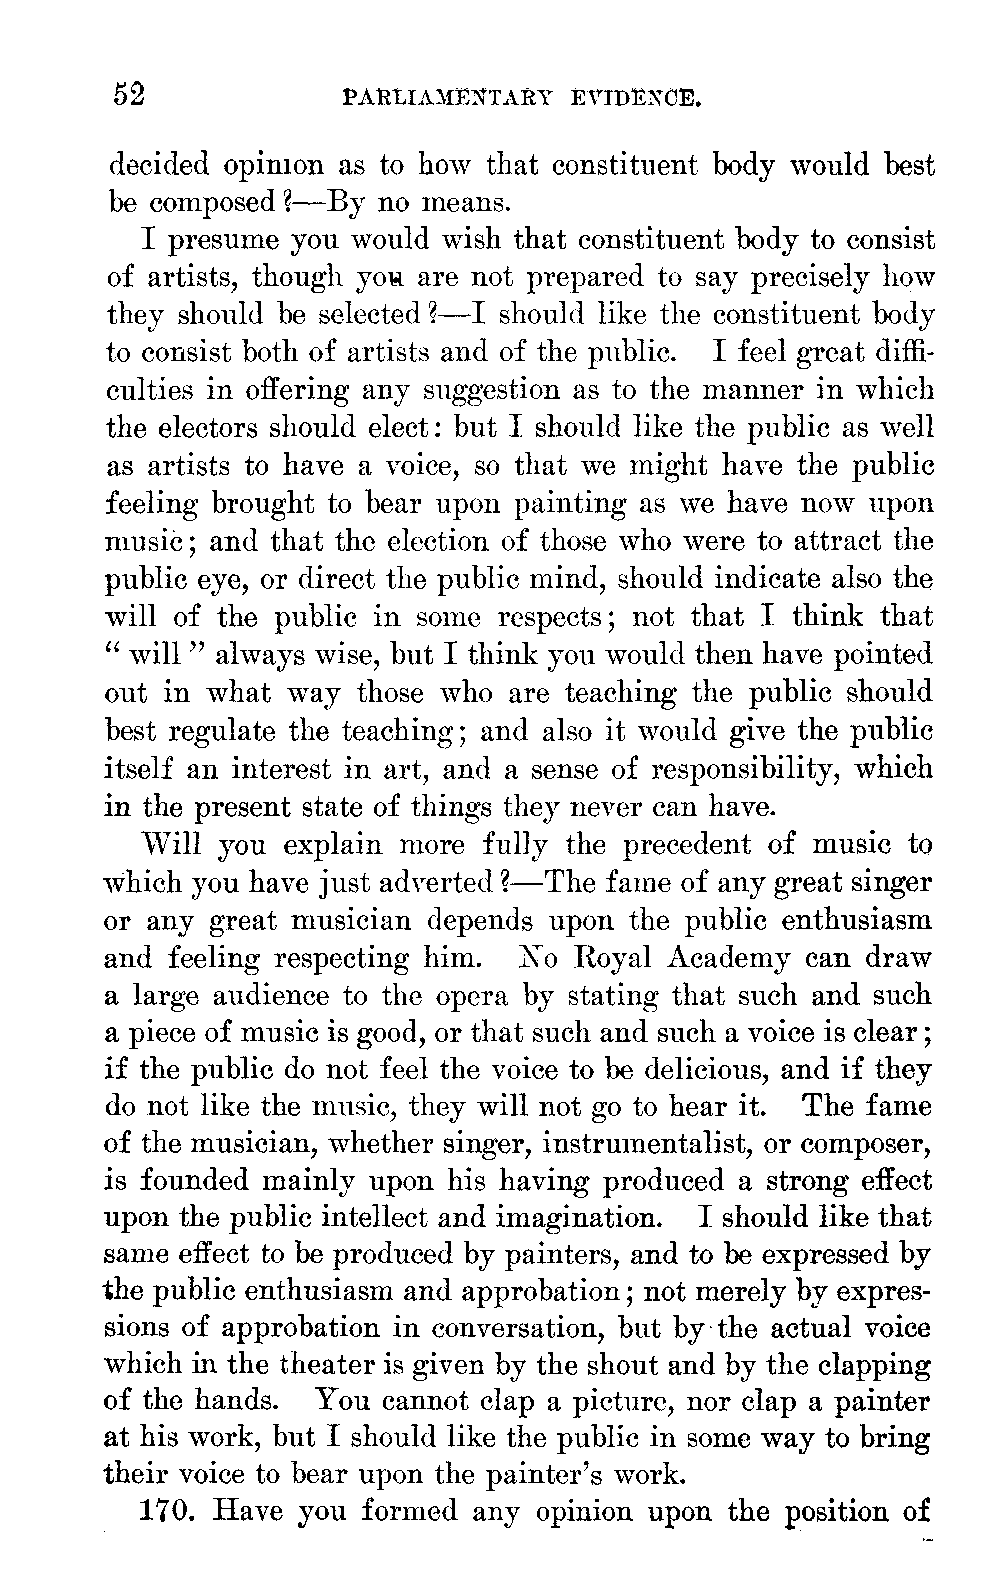 52 PARLIAMENTARY EVIDENCE.
decided opinion as to how that constituent body would best
be composed?—By no means.
I presume you would wish that constituent body to consist
of artists, though you are not prepared to say precisely how
they should be selected?—I should like the constituent body
to consist both of artists and of the public. I feel great diffi-
culties in offering any suggestion as to the manner in which
the electors should elect: but I should like the public as well
as artists to have a voice, so that we might have the public
feeling brought to bear upon painting as we have now upon
music; and that the election of those who were to attract the
public eye, or direct the public mind, should indicate also the
will of the public in some respects; not that I think that
“will” always wise, but I think you would then have pointed
out in what way those who are teaching the public should
best regulate the teaching; and also it would give the public
itself an interest in art, and a sense of responsibility, which
in the present state of things they never can have.
Will you explain more fully the precedent of music to
which you have just adverted?—The fame of any great singer
or any great musician depends upon the public enthusiasm
and feeling respecting him. No Royal Academy can draw
a large audience to the opera by stating that such and such
a piece of music is good, or that such and such a voice is clear;
if the public do not feel the voice to be delicious, and if they
do not like the music, they will not go to hear it. The fame
of the musician, whether singer, instrumentalist, or composer,
is founded mainly upon his having produced a strong effect
upon the public intellect and imagination. I should like that
same effect to be produced by painters, and to be expressed by
the public enthusiasm and approbation; not merely by expres-
sions of approbation in conversation, but by the actual voice
which in the theater is given by the shout and by the clapping
of the hands. You cannot clap a picture, nor clap a painter
at his work, but I should like the public in some way to bring
their voice to bear upon the painter’s work.
170. Have you formed any opinion upon the position of